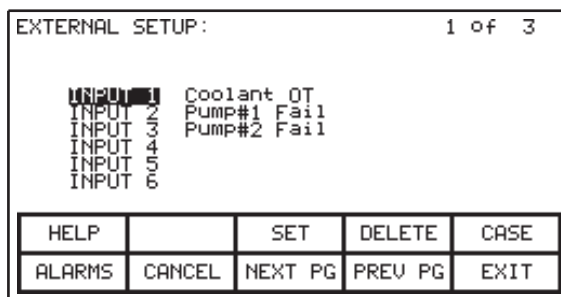 EXTERNAL SETUP: 1 of 3
INPUT 1 Coolant OT
INPUT 2 Pump#1 Fail
INPUT 3 Pump#2 Fail
INPUT 4
INPUT 5
INPUT 6
HELP SET DELETE CASE
ALARMS CANCEL NEXT PG PREV PG EXIT